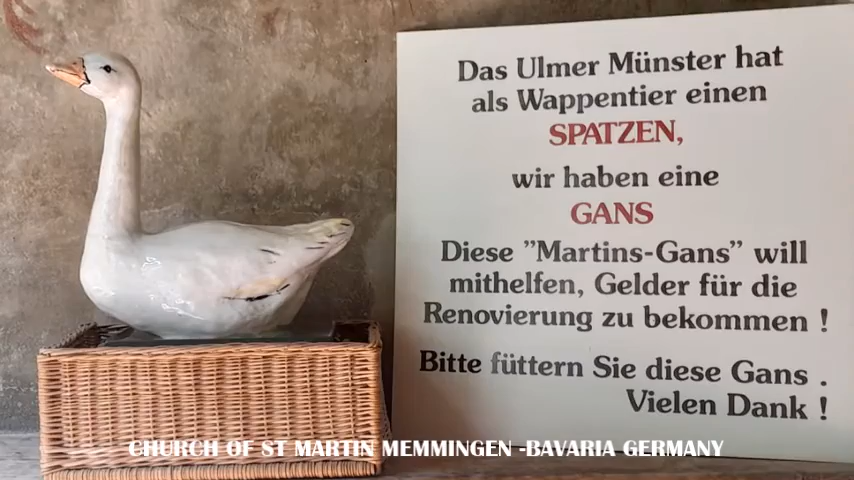 Das Ulmer Münster hat
als Wappentier einen
SPATZEN,
wir haben eine
GANS
Diese ”Martins-Gans” will
mithelfen, Gelder für die
Renovierung zu bekommen !
Bitte füttern Sie diese Gans .
Vielen Dank !
CHURCH OF ST MARTIN MEMMINGEN -BAVARIA GERMANY